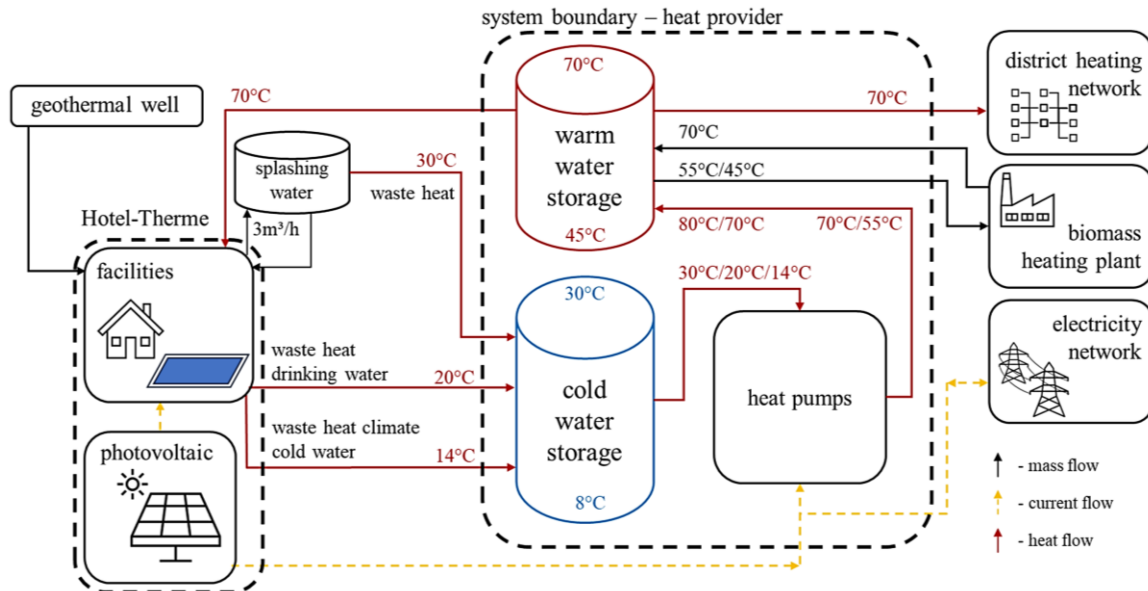 system boundary – heat provider
geothermal well
70°C
splashing
water
3m³/h
30°C
waste heat
Hotel-Therme
facilities
waste heat
drinking water
20°C
waste heat climate
cold water
14°C
photovoltaic
70°C
warm
water
storage
45°C
70°C
70°C
55°C/45°C
80°C/70°C
70°C/55°C
30°C
cold
water
storage
8°C
30°C/20°C/14°C
heat pumps
district heating
network
biomass
heating plant
electricity
network
- mass flow
- current flow
- heat flow